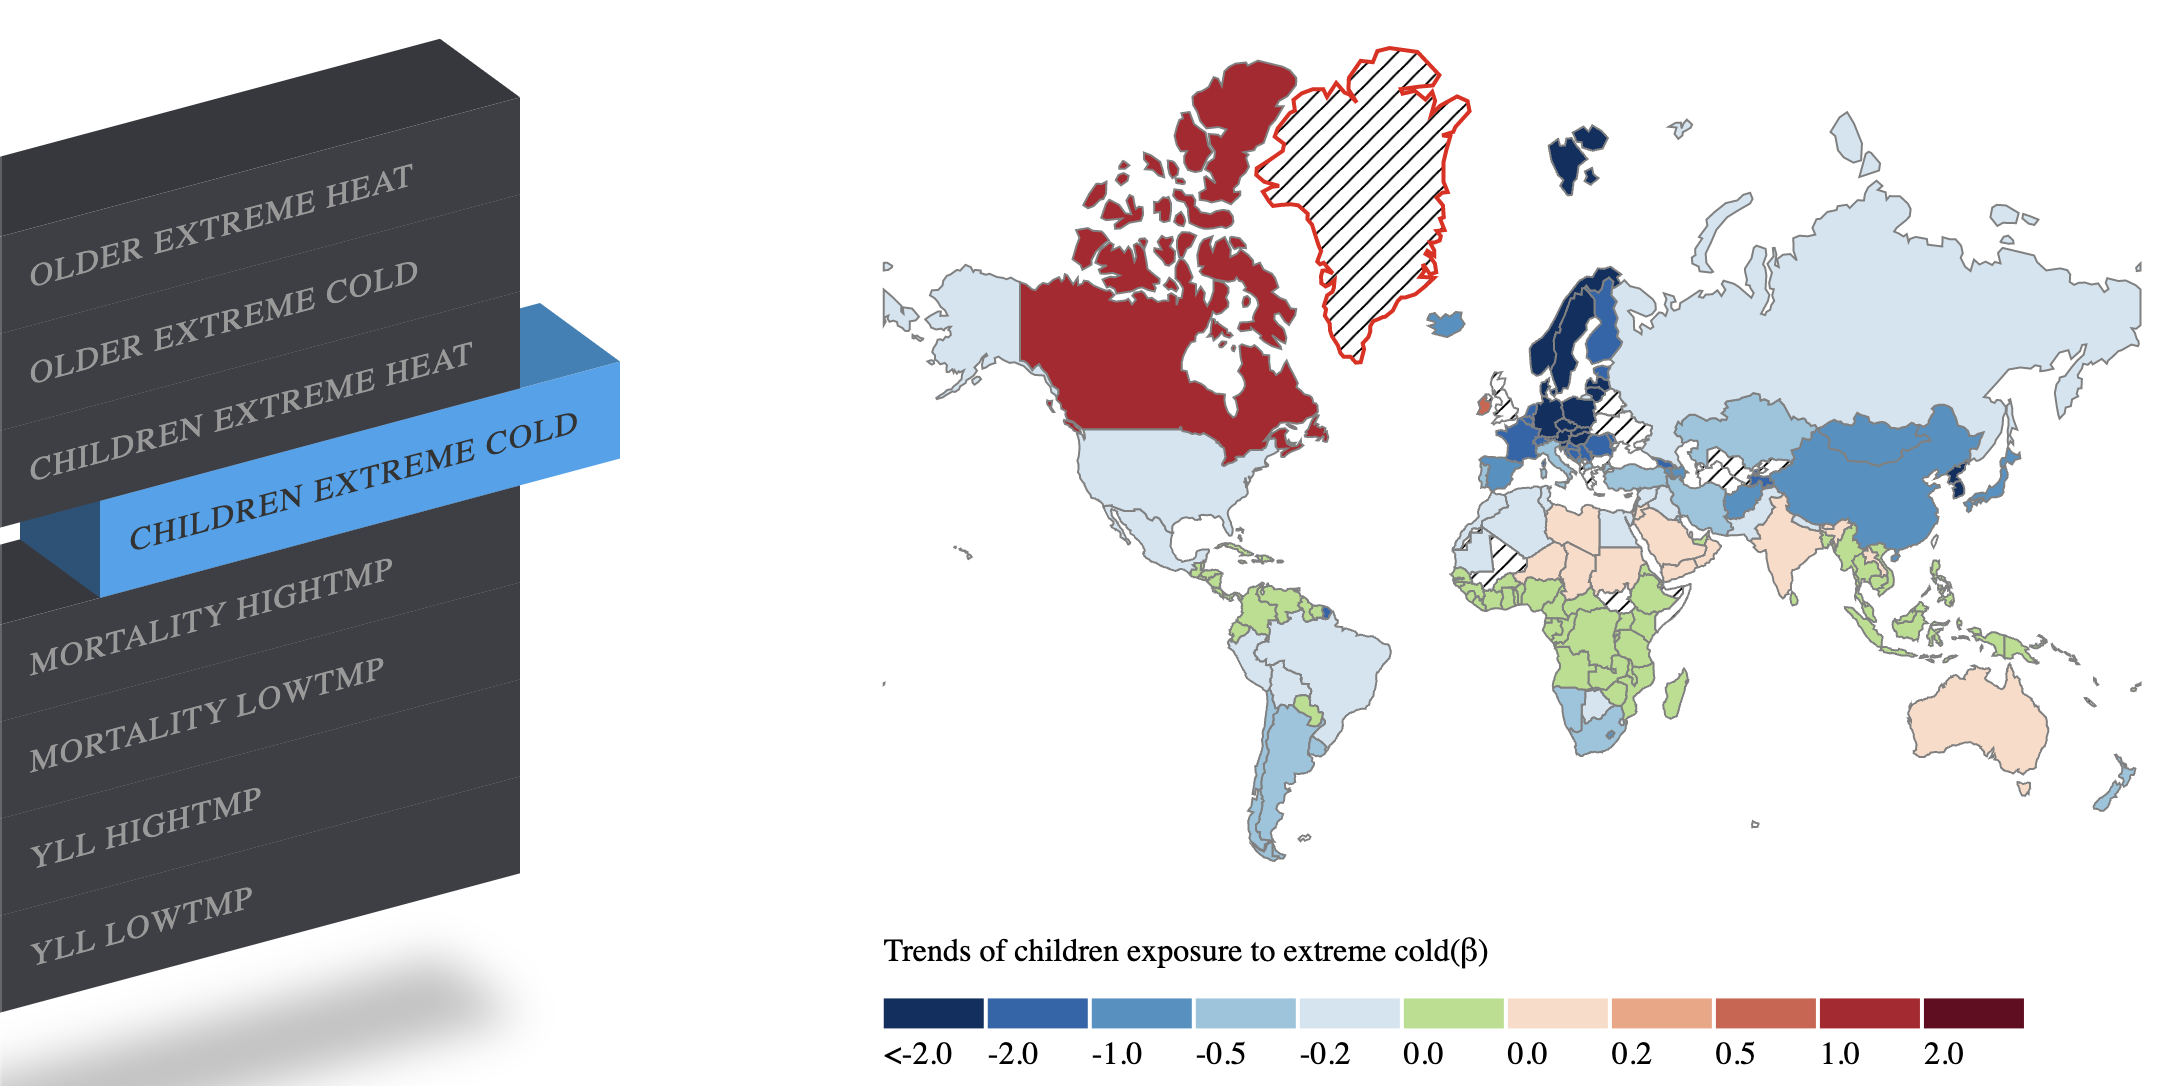 OLDER EXTREME HEAT
OLDER EXTREME COLD
CHILDREN EXTREME HEAT
CHILDREN EXTREME COLD
MORTALITY HIGHTMP
MORTALITY LOWTMP
YLL HIGHTMP
YLL LOWTMP
Trends of children exposure to extreme cold(β)
<-2.0 -2.0 -1.0 -0.5 -0.2 0.0 0.0 0.2 0.5 1.0 2.0